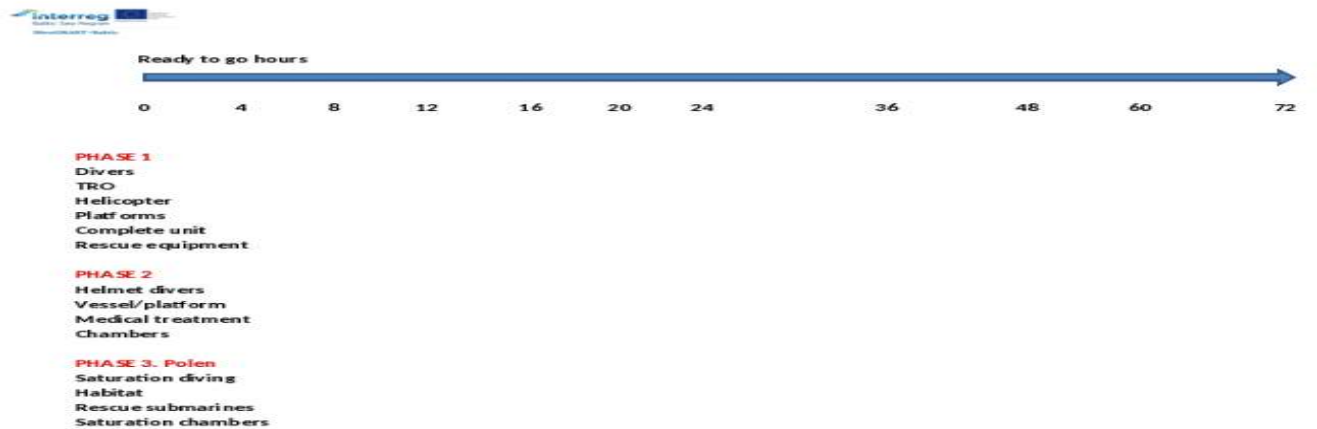 interreg
Ready to go hours
0 4 8 12 16 20 24 36 48 60 72
PHASE 1
Divers
TRO
Helicopter
Platforms
Complete unit
Rescue equipment
PHASE 2
Helmet divers
Vessel/platform
Medical treatment
Chambers
PHASE 3. Polen
Saturation diving
Habitat
Rescue submarines
Saturation chambers